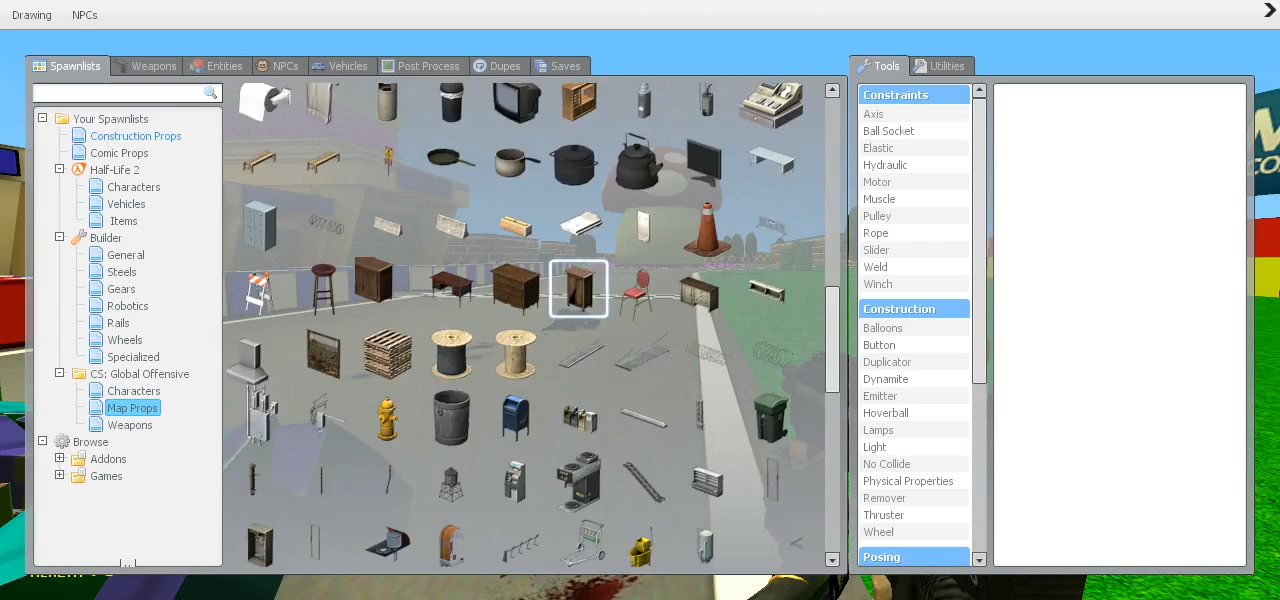 Drawing NPCs
Spawnlists Weapons Entities NPCs Vehicles Post Process Dupes Saves
Tools Utilities
Your Spawnlists
Construction Props
Comic Props
Half-Life 2
Characters
Vehicles
Items
Builder
General
Steels
Gears
Robotics
Rails
Wheels
Specialized
CS: Global Offensive
Characters
Map Props
Weapons
Browse
Addons
Games
Constraints
Axis
Ball Socket
Elastic
Hydraulic
Motor
Muscle
Pulley
Rope
Slider
Weld
Winch
Construction
Balloons
Button
Duplicator
Dynamite
Emitter
Hoverball
Lamps
Light
No Collide
Physical Properties
Remover
Thruster
Wheel
Posing